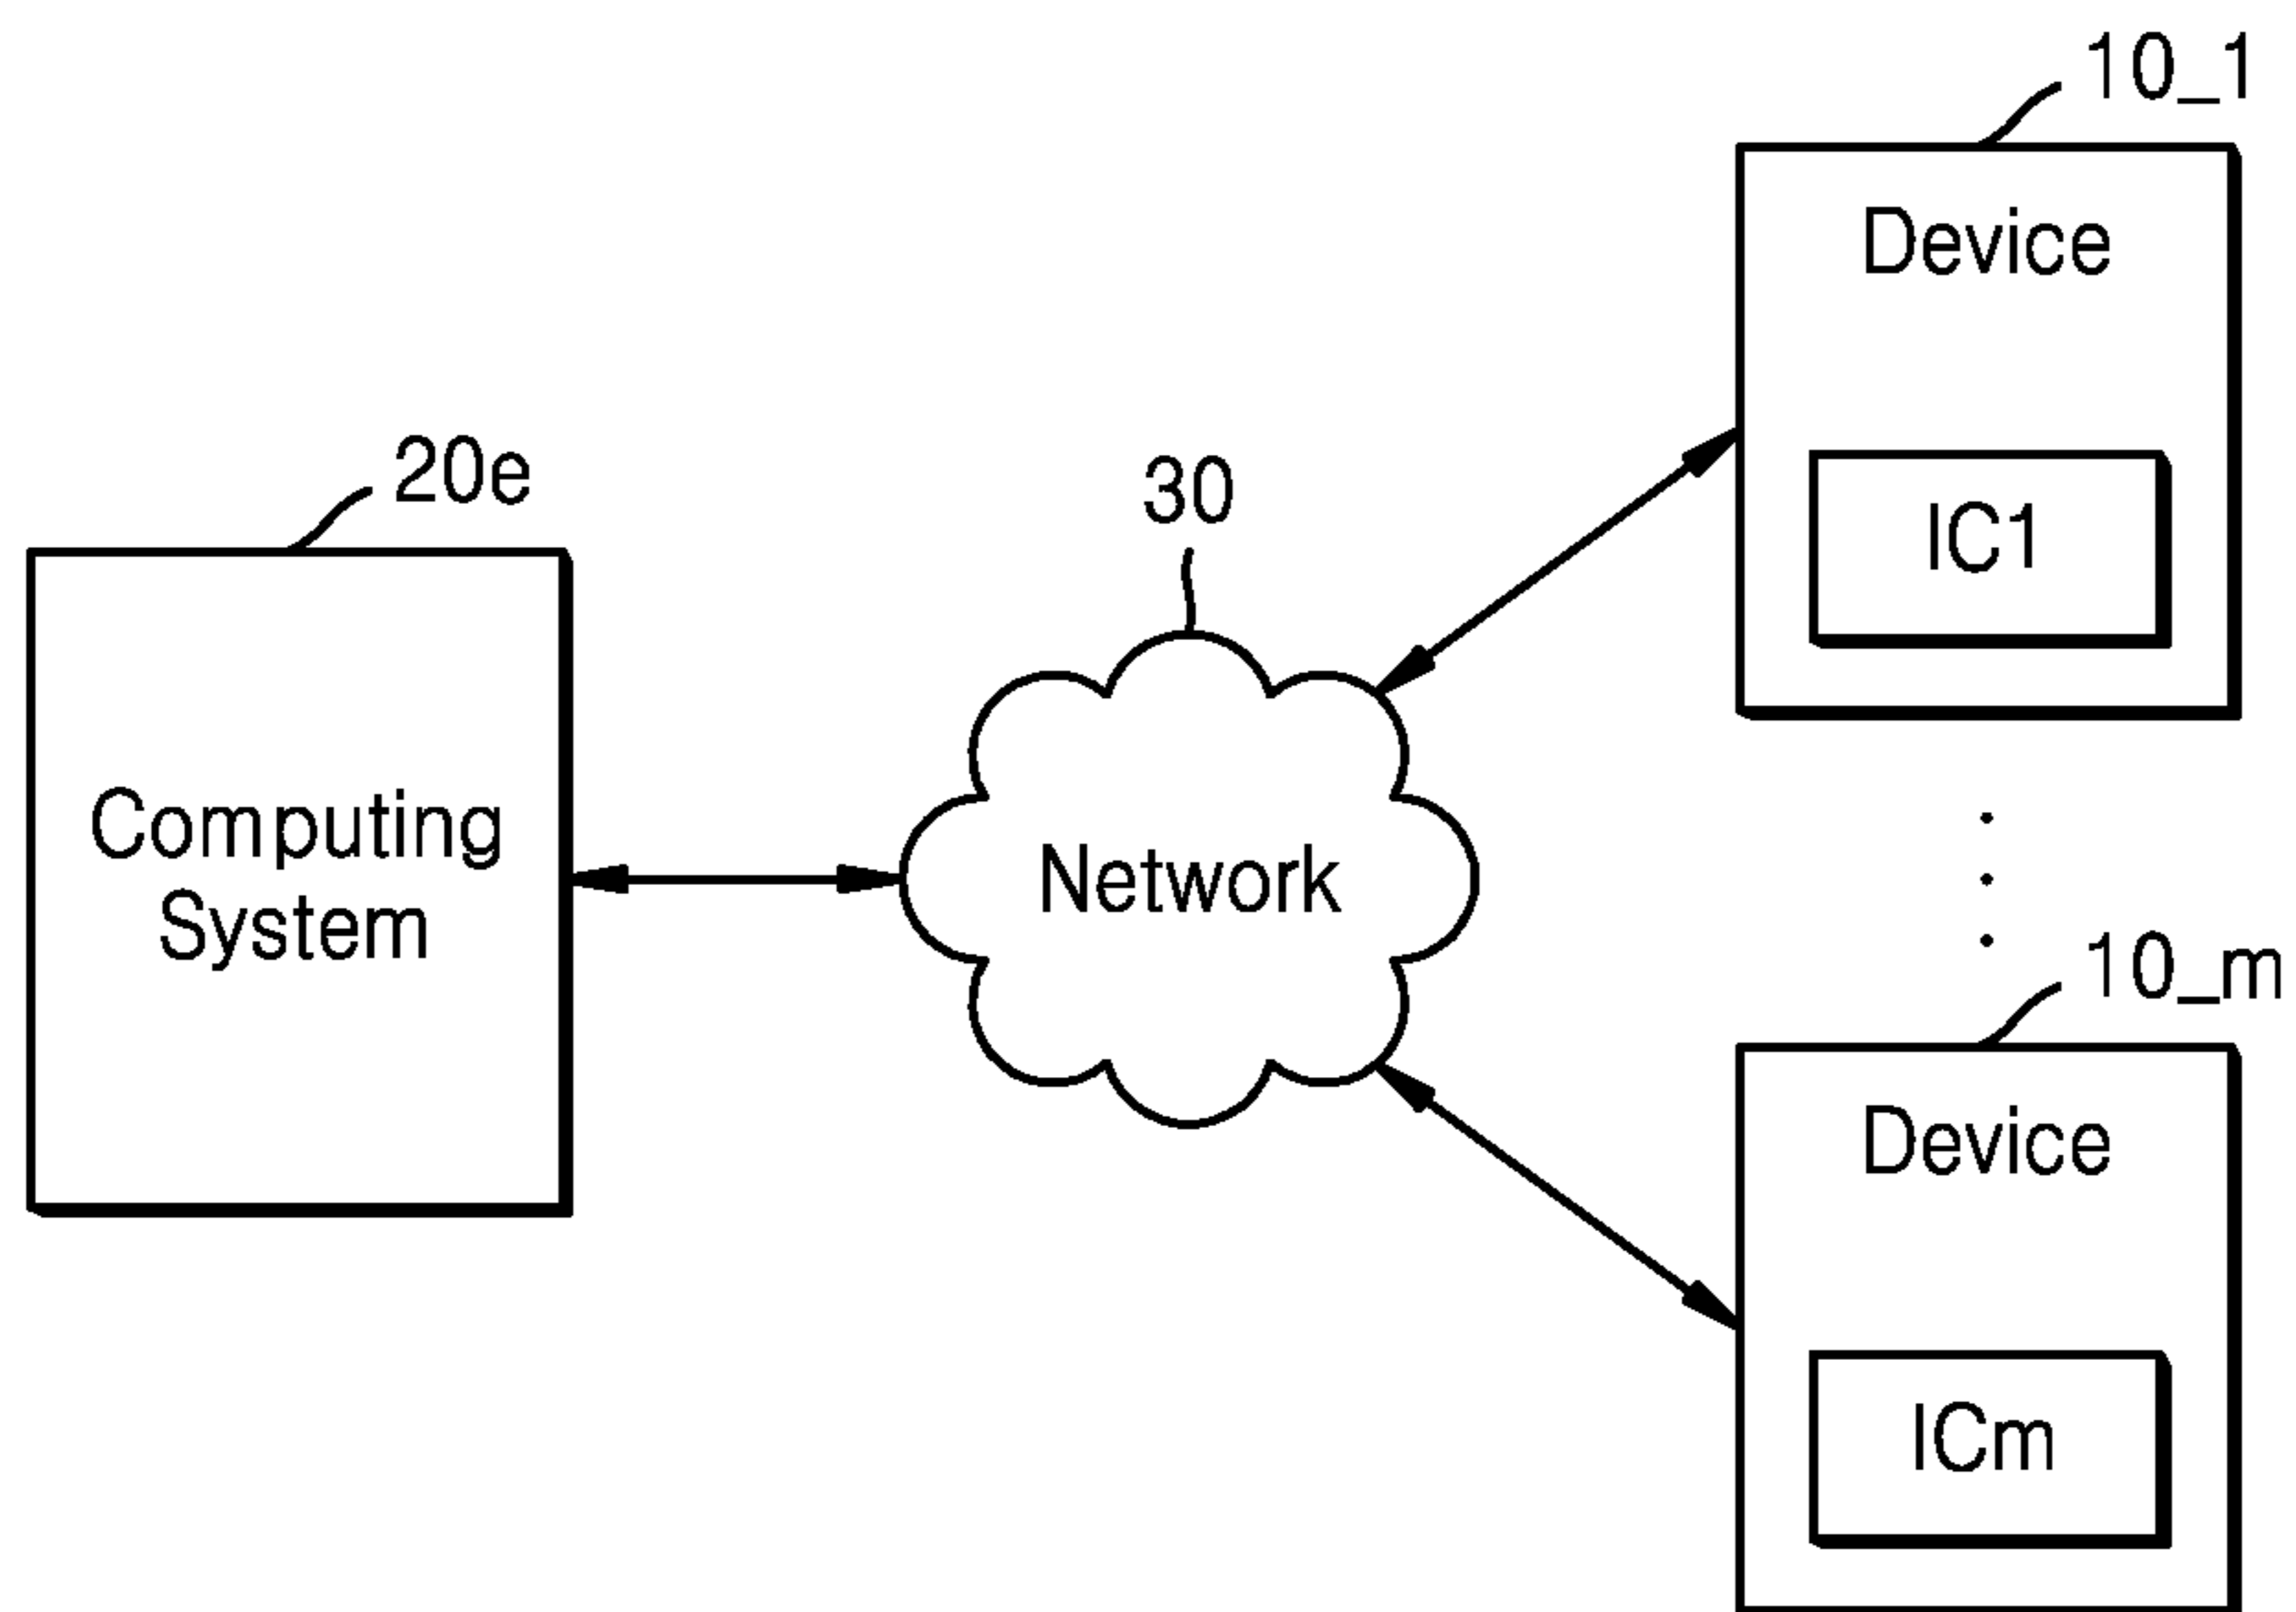 10_1
Device
IC1
20e
Computing
System
30
Network
10_m
Device
ICm